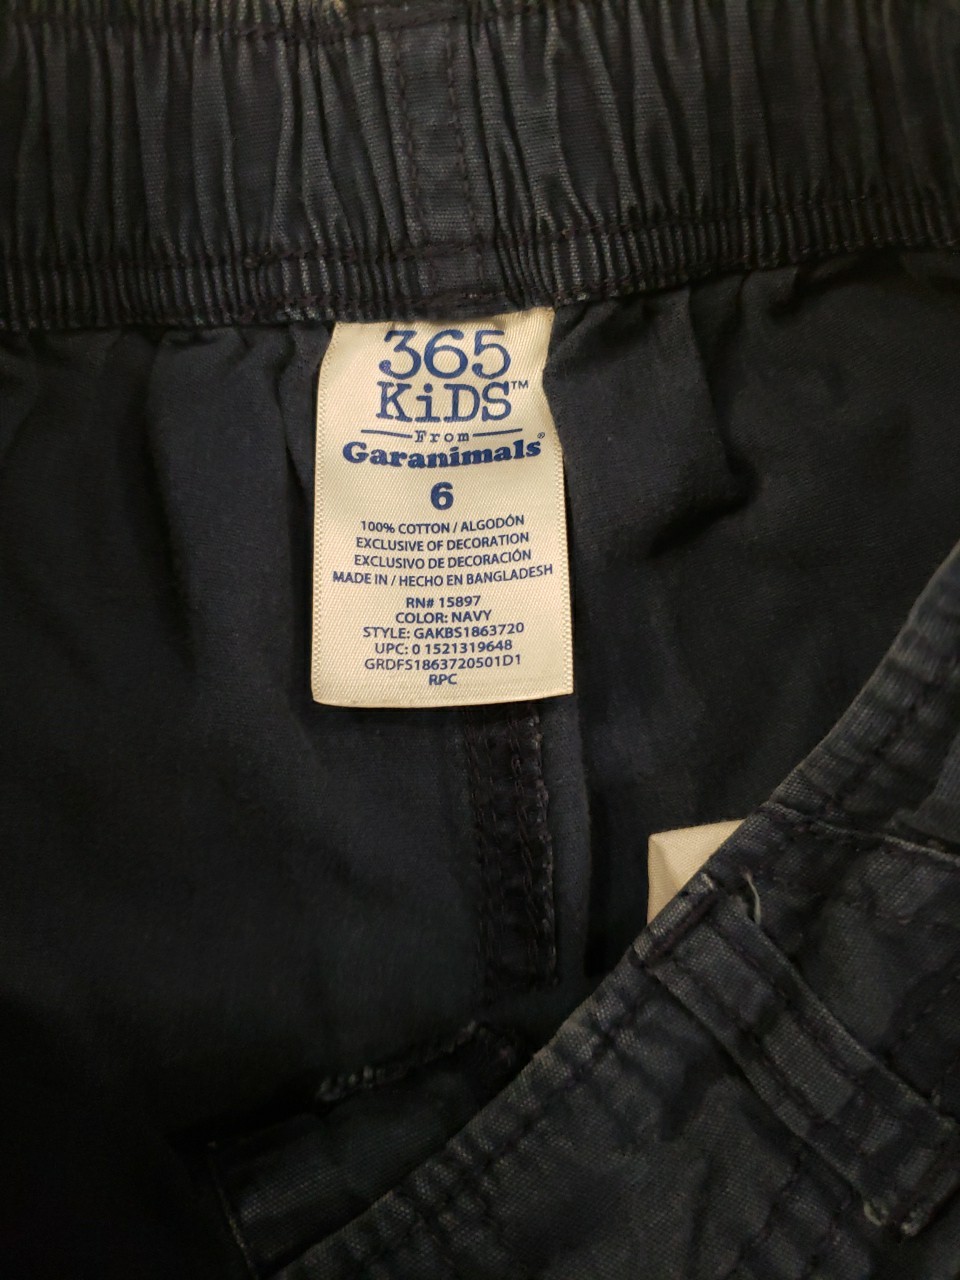 365
KiDS™
From
Garanimals®
6
100% COTTON / ALGODÓN
EXCLUSIVE OF DECORATION
EXCLUSIVO DE DECORACIÓN
MADE IN / HECHO EN BANGLADESH
RN# 15897
COLOR: NAVY
STYLE: GAKBS1863720
UPC: 0 1521319648
GRDFS1863720501D1
RPC